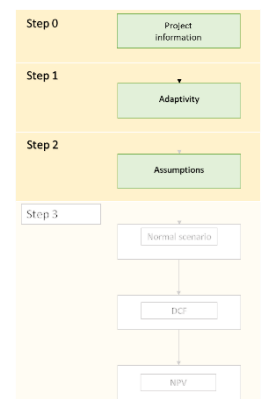 Step 0
Project
information
Step 1
Adaptivity
Step 2
Assumptions
Step 3
Normal scenario
DCF
NPV